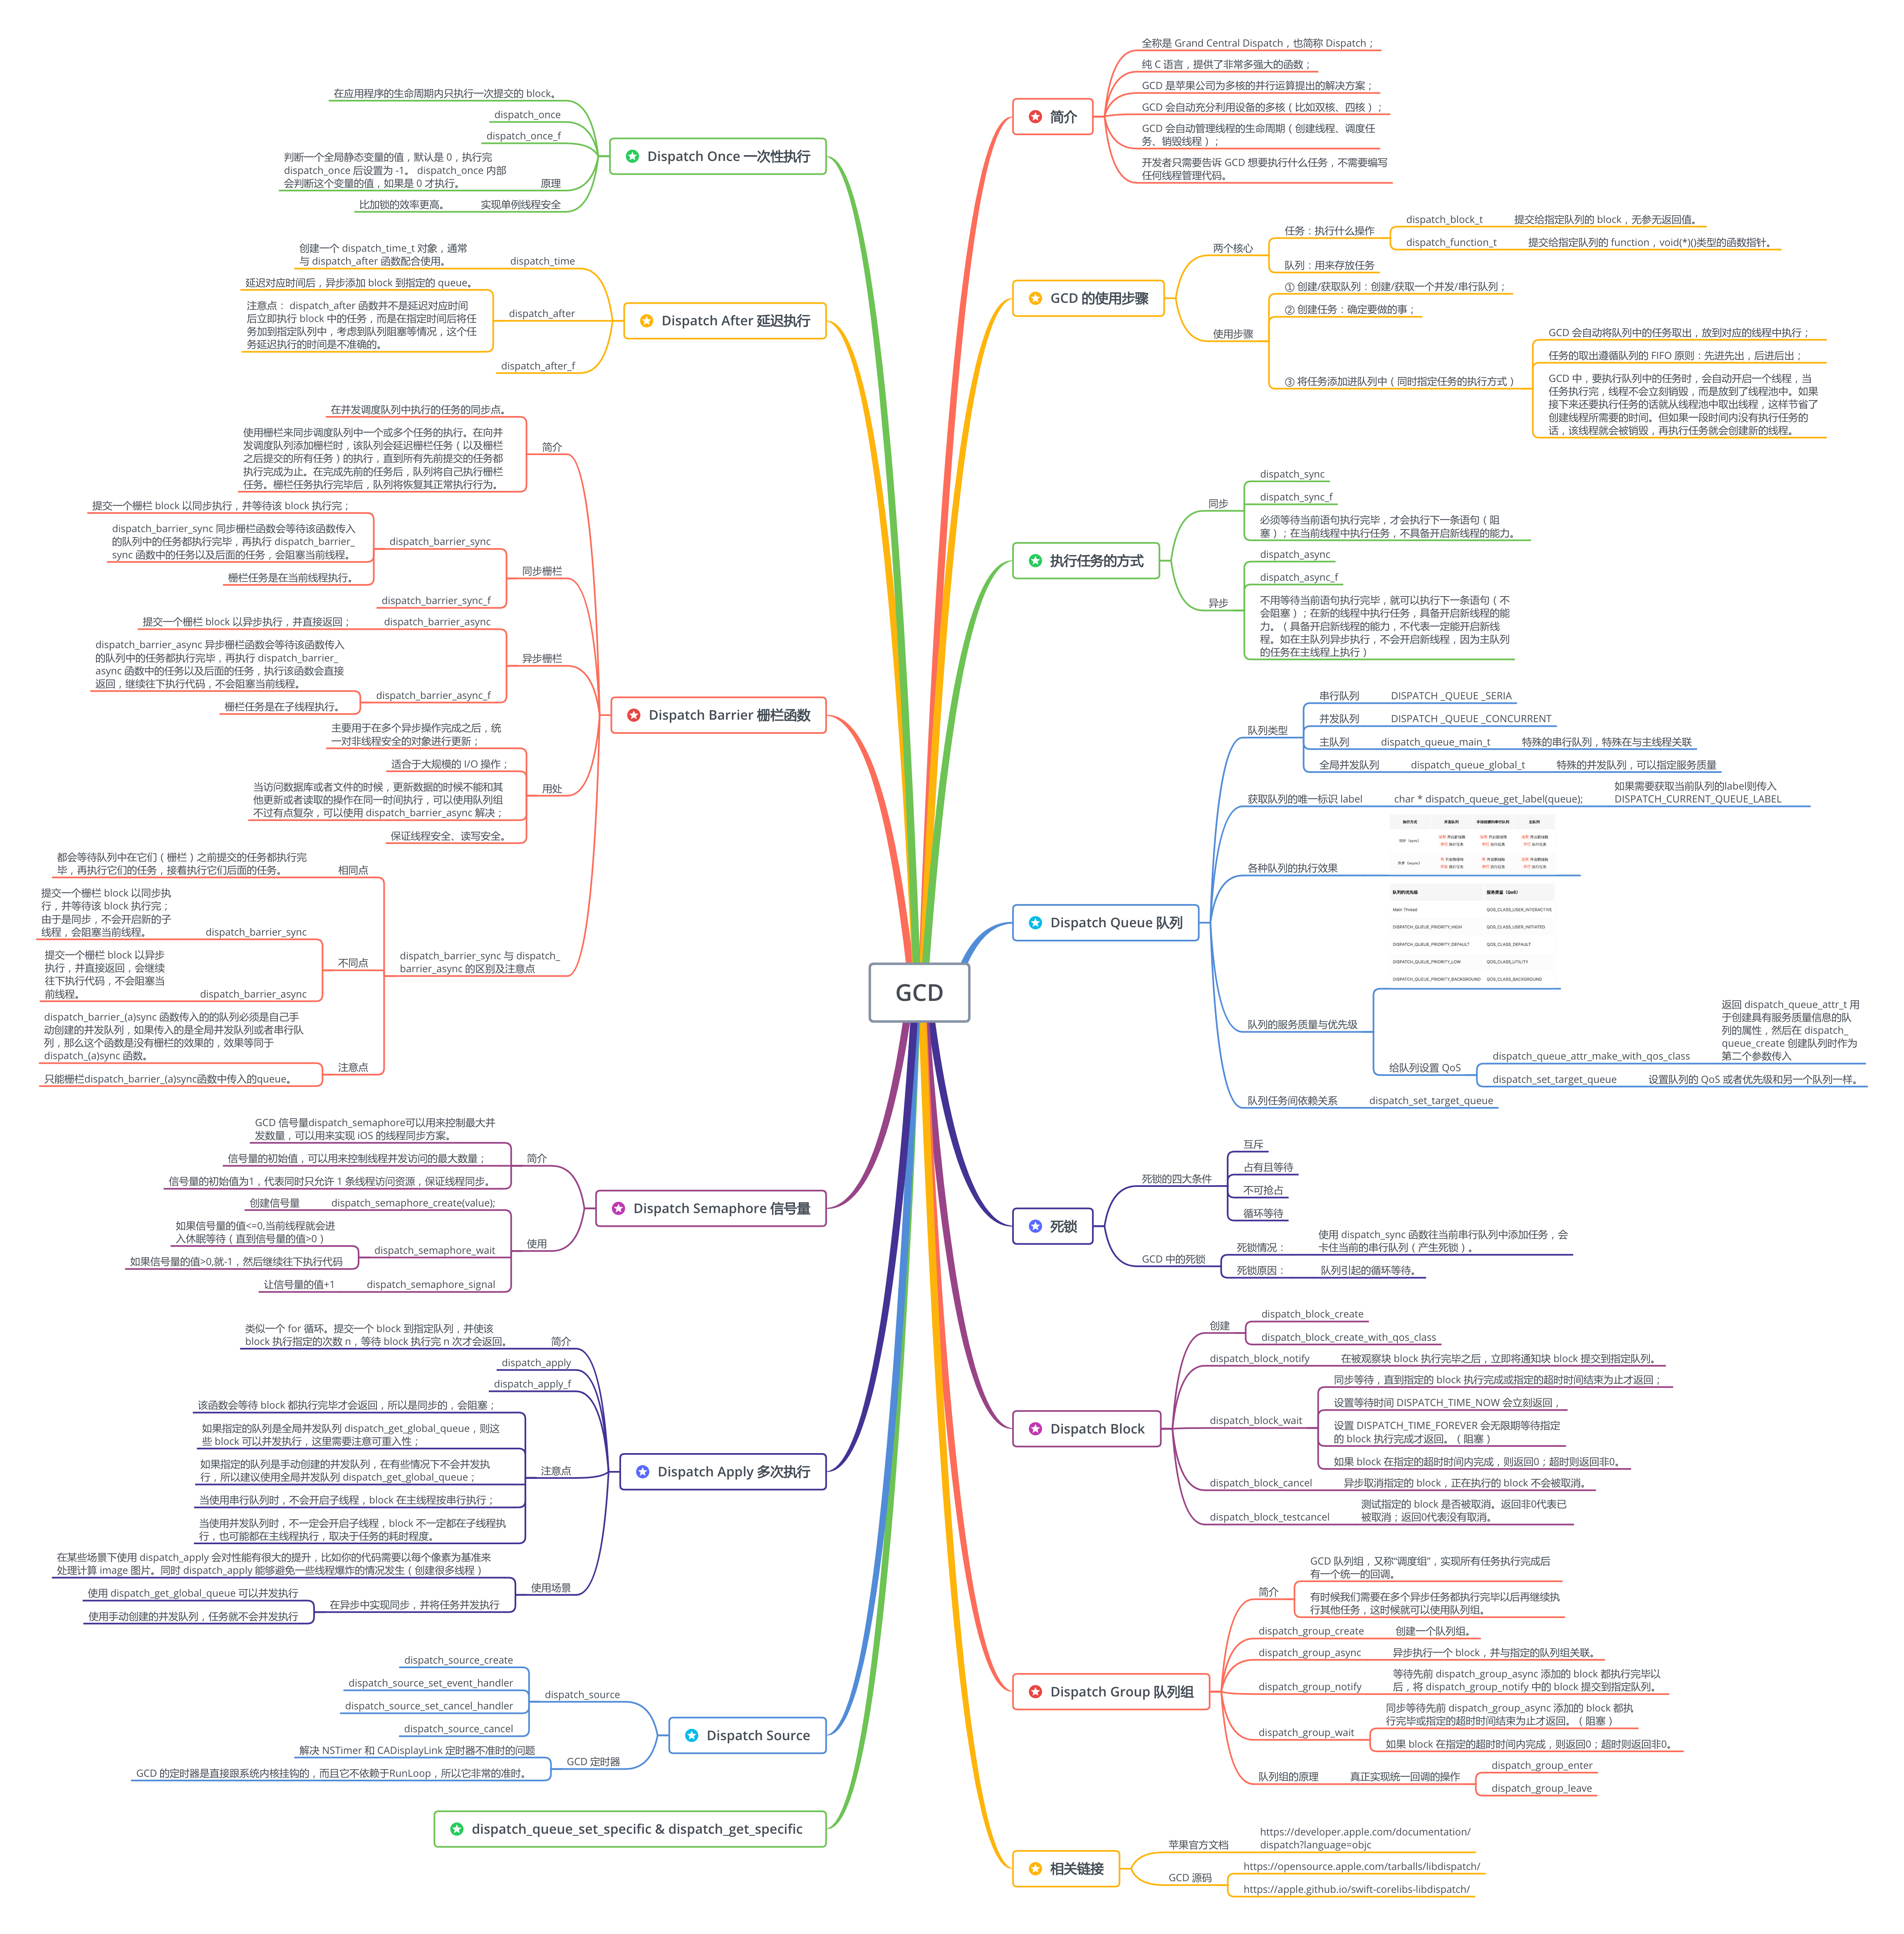 GCD
简介
全称是 Grand Central Dispatch，也简称 Dispatch；
纯 C 语言，提供了非常多强大的函数；
GCD 是苹果公司为多核的并行运算提出的解决方案；
GCD 会自动充分利用设备的多核（比如双核、四核）；
GCD 会自动管理线程的生命周期（创建线程、调度任
务、销毁线程）；
开发者只需要告诉 GCD 想要执行什么任务，不需要编写
任何线程管理代码。
GCD 的使用步骤
两个核心
任务：执行什么操作
dispatch_block_t
提交给指定队列的 block，无参无返回值。
dispatch_function_t
提交给指定队列的 function，void(*)()类型的函数指针。
队列：用来存放任务
使用步骤
① 创建/获取队列：创建/获取一个并发/串行队列；
② 创建任务：确定要做的事；
③ 将任务添加进队列中（同时指定任务的执行方式）
GCD 会自动将队列中的任务取出，放到对应的线程中执行；
任务的取出遵循队列的 FIFO 原则：先进先出，后进后出；
GCD 中，要执行队列中的任务时，会自动开启一个线程，当
任务执行完，线程不会立刻销毁，而是放到了线程池中。如果
接下来还要执行任务的话就从线程池中取出线程，这样节省了
创建线程所需要的时间。但如果一段时间内没有执行任务的
话，该线程就会被销毁，再执行任务就会创建新的线程。
执行任务的方式
同步
dispatch_sync
dispatch_sync_f
必须等待当前语句执行完毕，才会执行下一条语句（阻
塞）；在当前线程中执行任务，不具备开启新线程的能力。
异步
dispatch_async
dispatch_async_f
不用等待当前语句执行完毕，就可以执行下一条语句（不
会阻塞）；在新的线程中执行任务，具备开启新线程的能
力。（具备开启新线程的能力，不代表一定能开启新线
程。如在主队列异步执行，不会开启新线程，因为主队列
的任务在主线程上执行）
Dispatch Queue 队列
队列类型
串行队列
DISPATCH _QUEUE _SERIA
并发队列
DISPATCH _QUEUE _CONCURRENT
主队列
dispatch_queue_main_t
特殊的串行队列，特殊在与主线程关联
全局并发队列
dispatch_queue_global_t
特殊的并发队列，可以指定服务质量
获取队列的唯一标识 label
char * dispatch_queue_get_label(queue);
如果需要获取当前队列的label则传入
DISPATCH_CURRENT_QUEUE_LABEL
各种队列的执行效果
执行方式 并发队列 手动创建的串行队列 主队列
同步（sync） 没有 开启新线程 没有 开启新线程 没有 开启新线程
串行 执行任务 串行 执行任务 串行 执行任务
异步（async） 有 开启新线程 有 开启新线程 没有 开启新线程
并发 执行任务 串行 执行任务 串行 执行任务
队列的服务质量与优先级
队列的优先级 服务质量（QoS）
Main Thread QOS_CLASS_USER_INTERACTIVE
DISPATCH_QUEUE_PRIORITY_HIGH QOS_CLASS_USER_INITIATED
DISPATCH_QUEUE_PRIORITY_DEFAULT QOS_CLASS_DEFAULT
DISPATCH_QUEUE_PRIORITY_LOW QOS_CLASS_UTILITY
DISPATCH_QUEUE_PRIORITY_BACKGROUND QOS_CLASS_BACKGROUND
给队列设置 QoS
dispatch_queue_attr_make_with_qos_class
返回 dispatch_queue_attr_t 用
于创建具有服务质量信息的队
列的属性，然后在 dispatch_
queue_create 创建队列时作为
第二个参数传入
dispatch_set_target_queue
设置队列的 QoS 或者优先级和另一个队列一样。
队列任务间依赖关系
dispatch_set_target_queue
死锁
死锁的四大条件
互斥
占有且等待
不可抢占
循环等待
GCD 中的死锁
死锁情况：
使用 dispatch_sync 函数往当前串行队列中添加任务，会
卡住当前的串行队列（产生死锁）。
死锁原因：
队列引起的循环等待。
Dispatch Block
创建
dispatch_block_create
dispatch_block_create_with_qos_class
dispatch_block_notify
在被观察块 block 执行完毕之后，立即将通知块 block 提交到指定队列。
dispatch_block_wait
同步等待，直到指定的 block 执行完成或指定的超时时间结束为止才返回；
设置等待时间 DISPATCH_TIME_NOW 会立刻返回，
设置 DISPATCH_TIME_FOREVER 会无限期等待指定
的 block 执行完成才返回。（阻塞）
如果 block 在指定的超时时间内完成，则返回0；超时则返回非0。
dispatch_block_cancel
异步取消指定的 block，正在执行的 block 不会被取消。
dispatch_block_testcancel
测试指定的 block 是否被取消。返回非0代表已
被取消；返回0代表没有取消。
Dispatch Group 队列组
简介
GCD 队列组，又称“调度组”，实现所有任务执行完成后
有一个统一的回调。
有时候我们需要在多个异步任务都执行完毕以后再继续执
行其他任务，这时候就可以使用队列组。
dispatch_group_create
创建一个队列组。
dispatch_group_async
异步执行一个 block，并与指定的队列组关联。
dispatch_group_notify
等待先前 dispatch_group_async 添加的 block 都执行完毕以
后，将 dispatch_group_notify 中的 block 提交到指定队列。
dispatch_group_wait
同步等待先前 dispatch_group_async 添加的 block 都执
行完毕或指定的超时时间结束为止才返回。（阻塞）
如果 block 在指定的超时时间内完成，则返回0；超时则返回非0。
队列组的原理
真正实现统一回调的操作
dispatch_group_enter
dispatch_group_leave
相关链接
苹果官方文档
https://developer.apple.com/documentation/
dispatch?language=objc
GCD 源码
https://opensource.apple.com/tarballs/libdispatch/
https://apple.github.io/swift-corelibs-libdispatch/
Dispatch Once 一次性执行
在应用程序的生命周期内只执行一次提交的 block。
dispatch_once
dispatch_once_f
原理
判断一个全局静态变量的值，默认是 0，执行完
dispatch_once 后设置为 -1。 dispatch_once 内部
会判断这个变量的值，如果是 0 才执行。
实现单例线程安全
比加锁的效率更高。
Dispatch After 延迟执行
dispatch_time
创建一个 dispatch_time_t 对象，通常
与 dispatch_after 函数配合使用。
dispatch_after
延迟对应时间后，异步添加 block 到指定的 queue。
注意点： dispatch_after 函数并不是延迟对应时间
后立即执行 block 中的任务，而是在指定时间后将任
务加到指定队列中，考虑到队列阻塞等情况，这个任
务延迟执行的时间是不准确的。
dispatch_after_f
Dispatch Barrier 栅栏函数
简介
在并发调度队列中执行的任务的同步点。
使用栅栏来同步调度队列中一个或多个任务的执行。在向并
发调度队列添加栅栏时，该队列会延迟栅栏任务（以及栅栏
之后提交的所有任务）的执行，直到所有先前提交的任务都
执行完成为止。在完成先前的任务后，队列将自己执行栅栏
任务。栅栏任务执行完毕后，队列将恢复其正常执行行为。
同步栅栏
dispatch_barrier_sync
提交一个栅栏 block 以同步执行，并等待该 block 执行完；
dispatch_barrier_sync 同步栅栏函数会等待该函数传入
的队列中的任务都执行完毕，再执行 dispatch_barrier_
sync 函数中的任务以及后面的任务，会阻塞当前线程。
栅栏任务是在当前线程执行。
dispatch_barrier_sync_f
异步栅栏
dispatch_barrier_async
提交一个栅栏 block 以异步执行，并直接返回；
dispatch_barrier_async_f
dispatch_barrier_async 异步栅栏函数会等待该函数传入
的队列中的任务都执行完毕，再执行 dispatch_barrier_
async 函数中的任务以及后面的任务，执行该函数会直接
返回，继续往下执行代码，不会阻塞当前线程。
栅栏任务是在子线程执行。
用处
主要用于在多个异步操作完成之后，统
一对非线程安全的对象进行更新；
适合于大规模的 I/O 操作；
当访问数据库或者文件的时候，更新数据的时候不能和其
他更新或者读取的操作在同一时间执行，可以使用队列组
不过有点复杂，可以使用 dispatch_barrier_async 解决；
保证线程安全、读写安全。
dispatch_barrier_sync 与 dispatch_
barrier_async 的区别及注意点
相同点
都会等待队列中在它们（栅栏）之前提交的任务都执行完
毕，再执行它们的任务，接着执行它们后面的任务。
不同点
dispatch_barrier_sync
提交一个栅栏 block 以同步执
行，并等待该 block 执行完；
由于是同步，不会开启新的子
线程，会阻塞当前线程。
dispatch_barrier_async
提交一个栅栏 block 以异步
执行，并直接返回，会继续
往下执行代码，不会阻塞当
前线程。
注意点
dispatch_barrier_(a)sync 函数传入的的队列必须是自己手
动创建的并发队列，如果传入的是全局并发队列或者串行队
列，那么这个函数是没有栅栏的效果的，效果等同于
dispatch_(a)sync 函数。
只能栅栏dispatch_barrier_(a)sync函数中传入的queue。
Dispatch Semaphore 信号量
简介
GCD 信号量dispatch_semaphore可以用来控制最大并
发数量，可以用来实现 iOS 的线程同步方案。
信号量的初始值，可以用来控制线程并发访问的最大数量；
信号量的初始值为1，代表同时只允许 1 条线程访问资源，保证线程同步。
使用
dispatch_semaphore_create(value);
创建信号量
dispatch_semaphore_wait
如果信号量的值<=0,当前线程就会进
入休眠等待（直到信号量的值>0）
如果信号量的值>0,就-1，然后继续往下执行代码
dispatch_semaphore_signal
让信号量的值+1
Dispatch Apply 多次执行
简介
类似一个 for 循环。提交一个 block 到指定队列，并使该
block 执行指定的次数 n，等待 block 执行完 n 次才会返回。
dispatch_apply
dispatch_apply_f
注意点
该函数会等待 block 都执行完毕才会返回，所以是同步的，会阻塞；
如果指定的队列是全局并发队列 dispatch_get_global_queue，则这
些 block 可以并发执行，这里需要注意可重入性；
如果指定的队列是手动创建的并发队列，在有些情况下不会并发执
行，所以建议使用全局并发队列 dispatch_get_global_queue；
当使用串行队列时，不会开启子线程，block 在主线程按串行执行；
当使用并发队列时，不一定会开启子线程，block 不一定都在子线程执
行，也可能都在主线程执行，取决于任务的耗时程度。
使用场景
在某些场景下使用 dispatch_apply 会对性能有很大的提升，比如你的代码需要以每个像素为基准来
处理计算 image 图片。同时 dispatch_apply 能够避免一些线程爆炸的情况发生（创建很多线程）
在异步中实现同步，并将任务并发执行
使用 dispatch_get_global_queue 可以并发执行
使用手动创建的并发队列，任务就不会并发执行
Dispatch Source
dispatch_source
dispatch_source_create
dispatch_source_set_event_handler
dispatch_source_set_cancel_handler
dispatch_source_cancel
GCD 定时器
解决 NSTimer 和 CADisplayLink 定时器不准时的问题
GCD 的定时器是直接跟系统内核挂钩的，而且它不依赖于RunLoop，所以它非常的准时。
dispatch_queue_set_specific & dispatch_get_specific